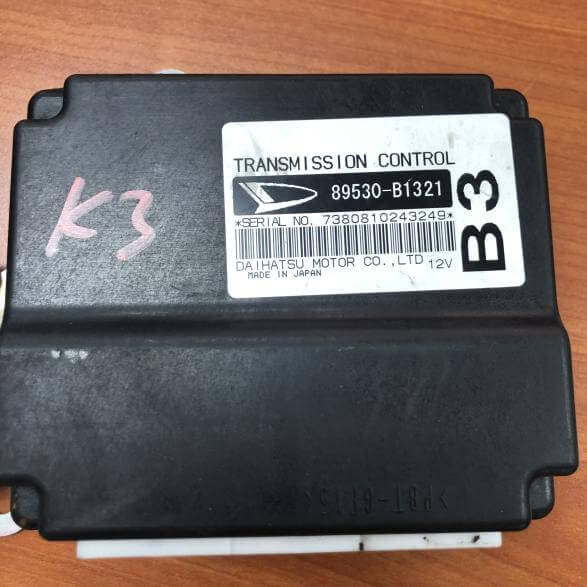 K3
TRANSMISSION CONTROL
89530-B1321
*SERIAL NO. 7380810243249*
DAIHATSU MOTOR CO.,LTD 12V
MADE IN JAPAN
B3